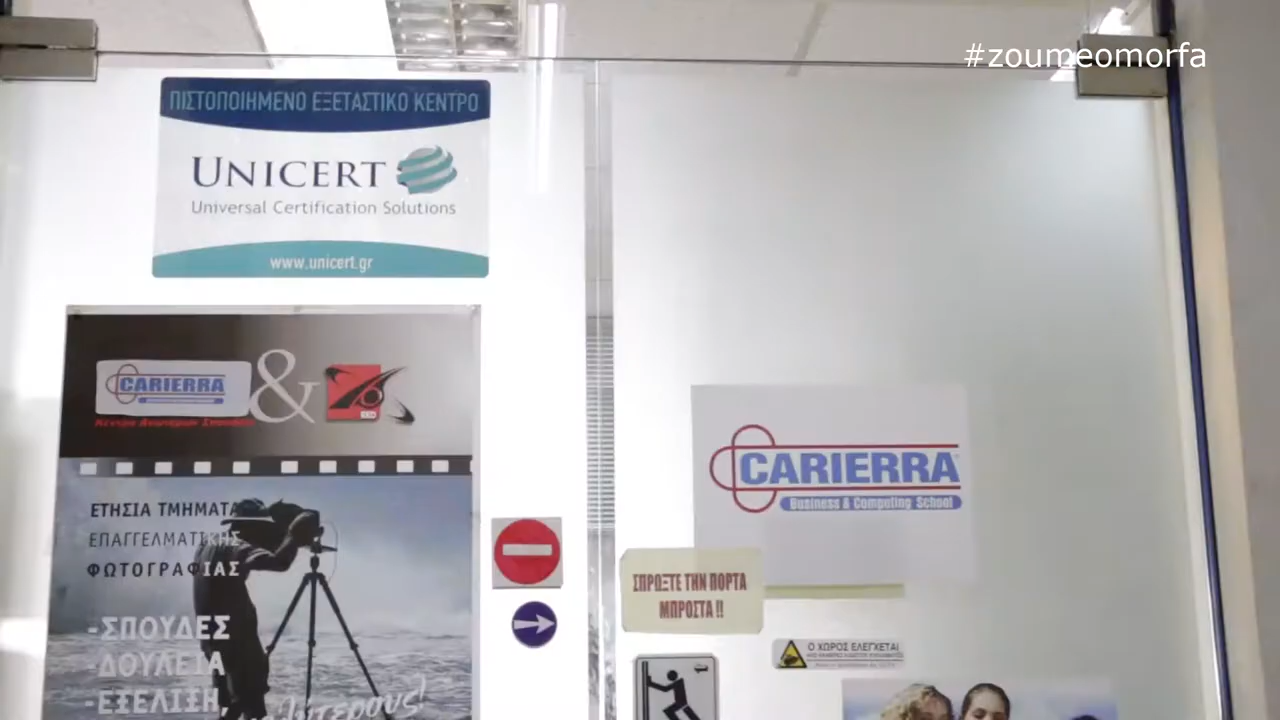 #zoumeomorfa
ΠΙΣΤΟΠΟΙΗΜΕΝΟ ΕΞΕΤΑΣΤΙΚΟ ΚΕΝΤΡΟ
UNICERT
Universal Certification Solutions
www.unicert.gr
CARIERRA
&
ΕΤΗΣΙΑ ΤΜΗΜΑΤΑ
ΕΠΑΓΓΕΛΜΑΤΙΚΗΣ
ΦΩΤΟΓΡΑΦΙΑΣ
-ΣΠΟΥΔΕΣ
-ΔΟΥΛΕΙΑ
-ΕΞΕΛΙΞΗ
CARIERRA
Business & Computing School
ΣΠΡΩΞΤΕ ΤΗΝ ΠΟΡΤΑ
ΜΠΡΟΣΤΑ !!
Ο ΧΩΡΟΣ ΕΛΕΓΧΕΤΑΙ